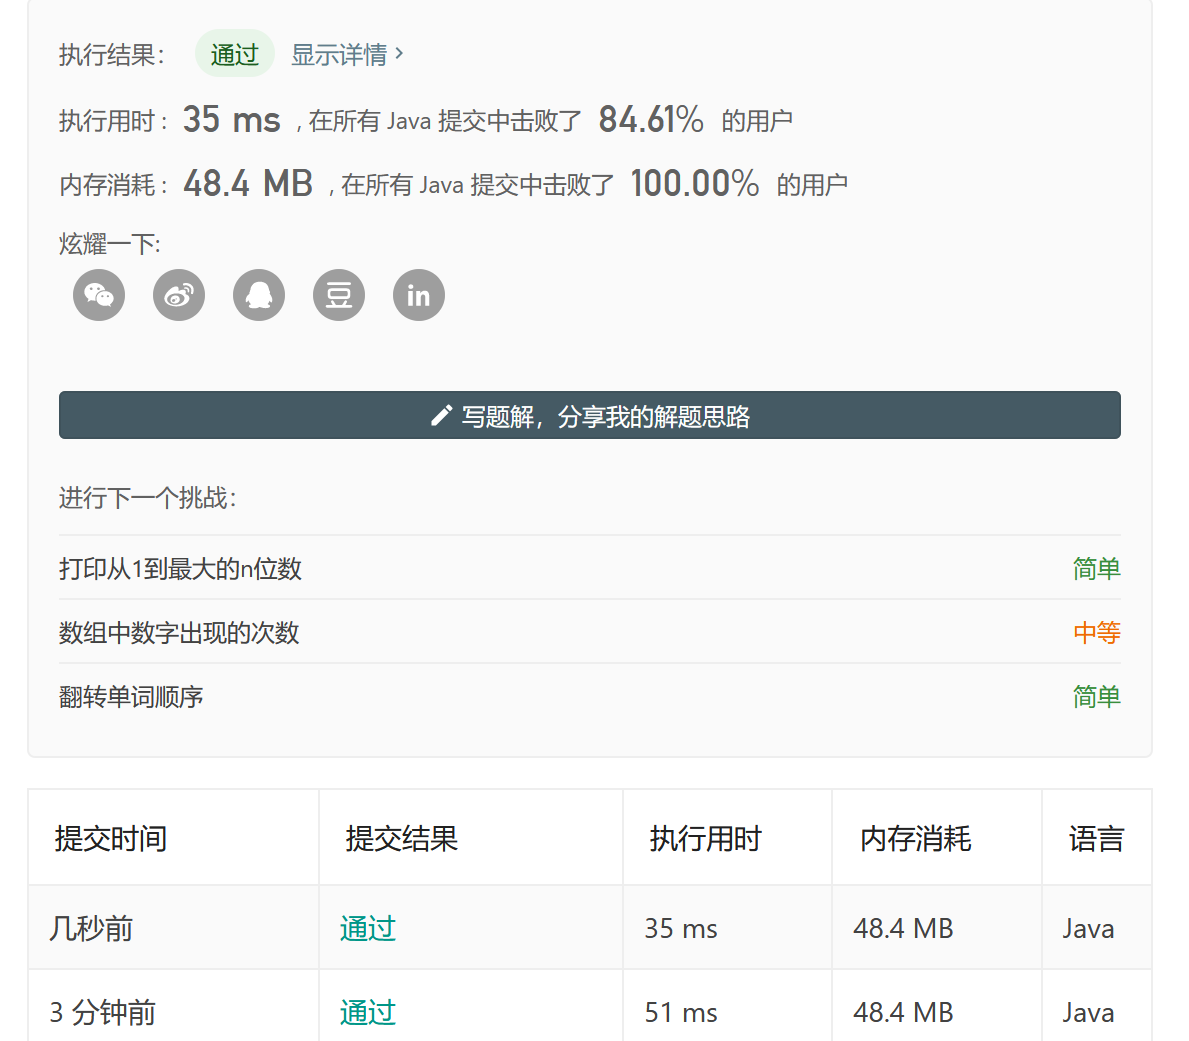 执行结果： 通过 显示详情 ›
执行用时 : 35 ms , 在所有 Java 提交中击败了 84.61% 的用户
内存消耗 : 48.4 MB , 在所有 Java 提交中击败了 100.00% 的用户
炫耀一下:
豆 in
写题解，分享我的解题思路
进行下一个挑战：
打印从1到最大的n位数 简单
数组中数字出现的次数 中等
翻转单词顺序 简单
提交时间 提交结果 执行用时 内存消耗 语言
几秒前 通过 35 ms 48.4 MB Java
3 分钟前 通过 51 ms 48.4 MB Java